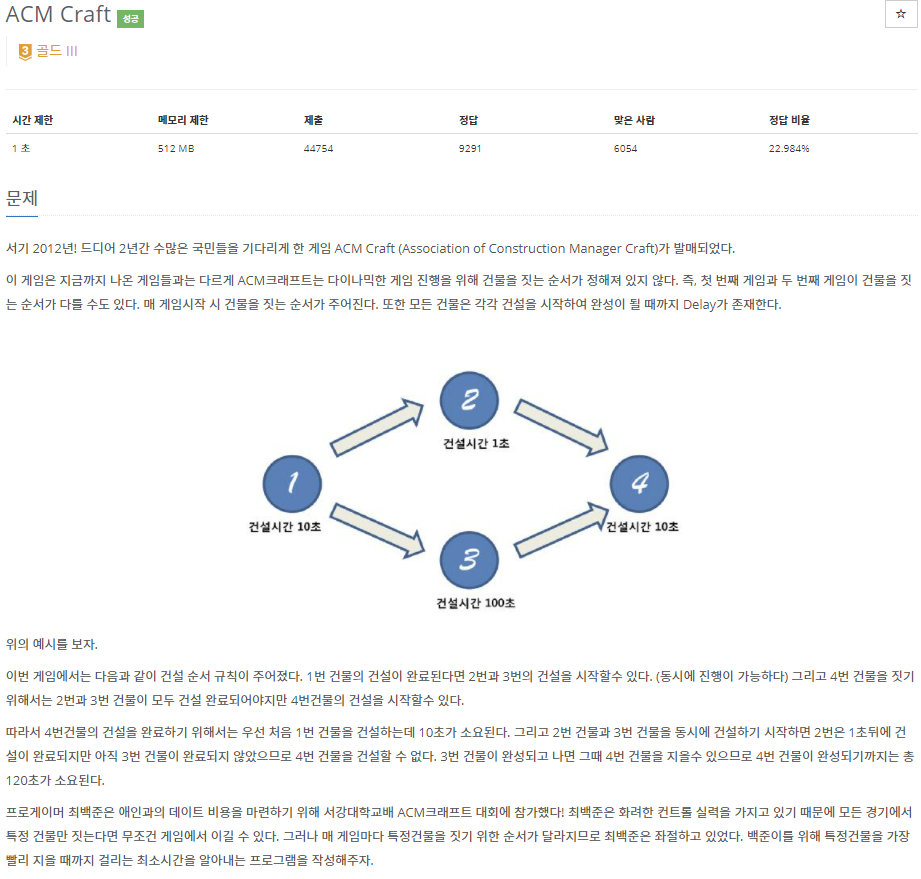 ACM Craft 성공
☆
3 골드 III
시간 제한 메모리 제한 제출 정답 맞은 사람 정답 비율
1 초 512 MB 44754 9291 6054 22.984%
문제
서기 2012년! 드디어 2년간 수많은 국민들을 기다리게 한 게임 ACM Craft (Association of Construction Manager Craft)가 발매되었다.
이 게임은 지금까지 나온 게임들과는 다르게 ACM크래프트는 다이나믹한 게임 진행을 위해 건물을 짓는 순서가 정해져 있지 않다. 즉, 첫 번째 게임과 두 번째 게임이 건물을 짓
는 순서가 다를 수도 있다. 매 게임시작 시 건물을 짓는 순서가 주어진다. 또한 모든 건물은 각각 건설을 시작하여 완성이 될 때까지 Delay가 존재한다.
2
건설시간 1초
1
건설시간 10초
4
건설시간 10초
3
건설시간 100초
위의 예시를 보자.
이번 게임에서는 다음과 같이 건설 순서 규칙이 주어졌다. 1번 건물의 건설이 완료된다면 2번과 3번의 건설을 시작할수 있다. (동시에 진행이 가능하다) 그리고 4번 건물을 짓기
위해서는 2번과 3번 건물이 모두 건설 완료되어야지만 4번건물의 건설을 시작할수 있다.
따라서 4번건물의 건설을 완료하기 위해서는 우선 처음 1번 건물을 건설하는데 10초가 소요된다. 그리고 2번 건물과 3번 건물을 동시에 건설하기 시작하면 2번은 1초뒤에 건
설이 완료되지만 아직 3번 건물이 완료되지 않았으므로 4번 건물을 건설할 수 없다. 3번 건물이 완성되고 나면 그때 4번 건물을 지을수 있으므로 4번 건물이 완성되기까지는 총
120초가 소요된다.
프로게이머 최백준은 애인과의 데이트 비용을 마련하기 위해 서강대학교배 ACM크래프트 대회에 참가했다! 최백준은 화려한 컨트롤 실력을 가지고 있기 때문에 모든 경기에서
특정 건물만 짓는다면 무조건 게임에서 이길 수 있다. 그러나 매 게임마다 특정건물을 짓기 위한 순서가 달라지므로 최백준은 좌절하고 있었다. 백준이를 위해 특정건물을 가장
빨리 지을 때까지 걸리는 최소시간을 알아내는 프로그램을 작성해주자.